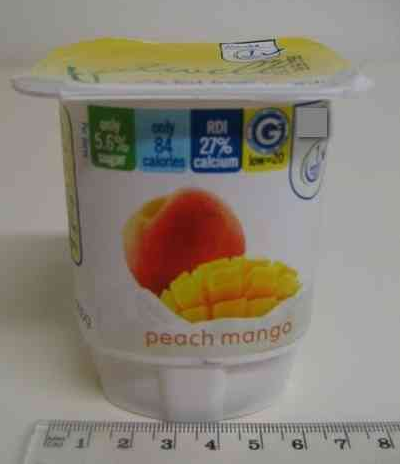 only
5.6%
sugar
only
84
calories
RDI
27%
calcium
G
low=20
peach mango
1 2 3 4 5 6 7 8